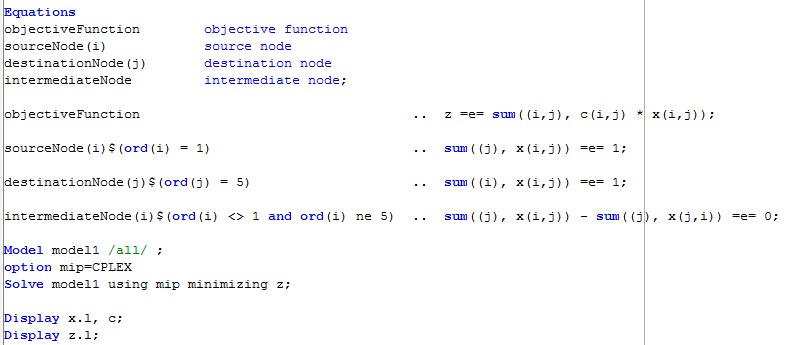 Equations
objectiveFunction        objective function
sourceNode(i)            source node
destinationNode(j)       destination node
intermediateNode         intermediate node;
objectiveFunction                                  ..  z =e= sum((i,j), c(i,j) * x(i,j));
sourceNode(i)$(ord(i) = 1)                         ..  sum((j), x(i,j)) =e= 1;
destinationNode(j)$(ord(j) = 5)                    ..  sum((i), x(i,j)) =e= 1;
intermediateNode(i)$(ord(i) <> 1 and ord(i) ne 5)  ..  sum((j), x(i,j)) - sum((j), x(j,i)) =e= 0;
Model model1 /all/ ;
option mip=CPLEX
Solve model1 using mip minimizing z;
Display x.l, c;
Display z.l;